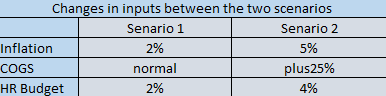 Changes in inputs between the two scenarios
Senario 1 Senario 2
Inflation 2% 5%
COGS normal plus25%
HR Budget 2% 4%